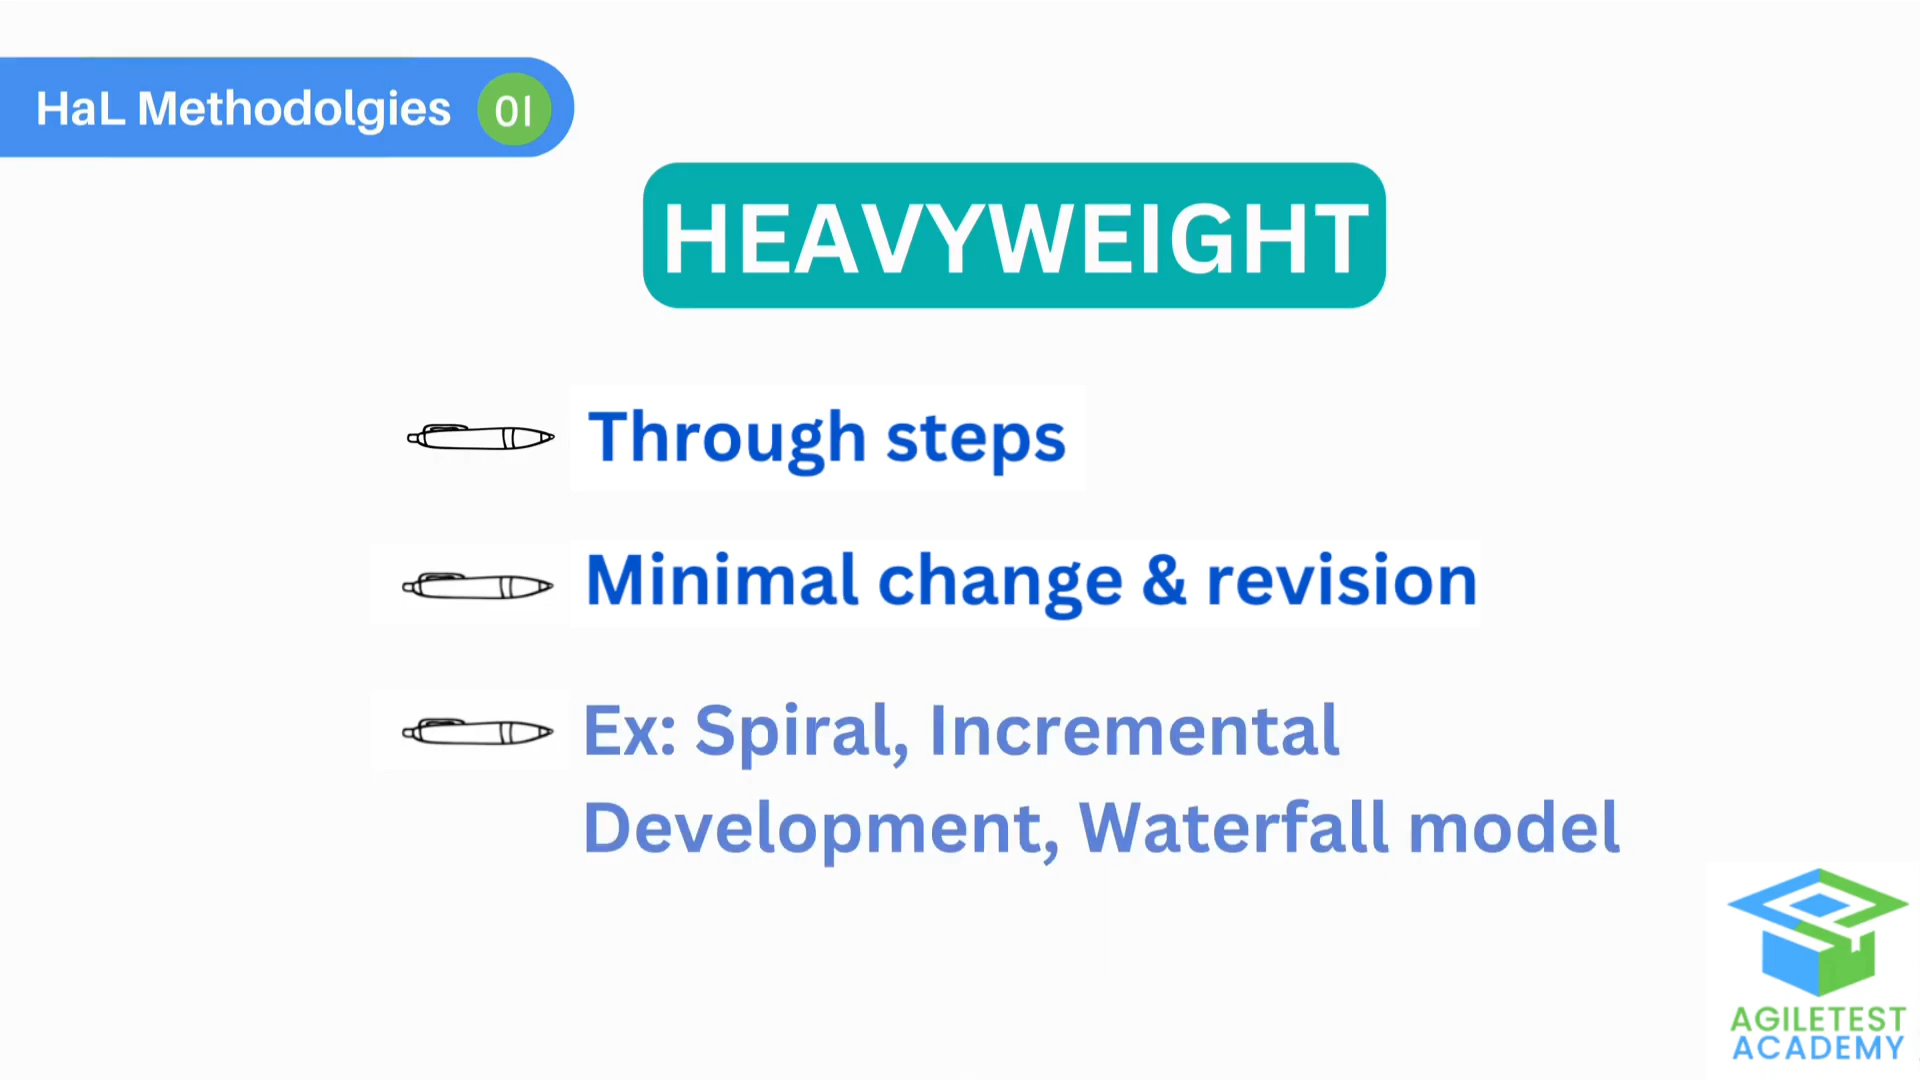 HaL Methodolgies 01
HEAVYWEIGHT
Through steps
Minimal change & revision
Ex: Spiral, Incremental
Development, Waterfall model
AGILETEST
ACADEMY